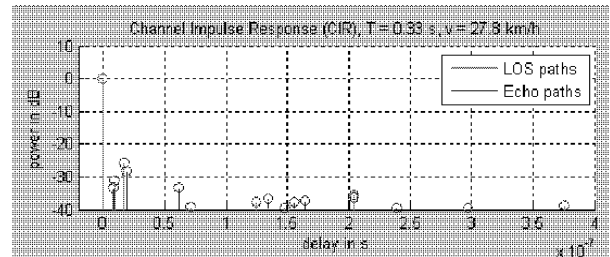 Channel Impulse Response (CIR), T = 0.33 s, v = 27.8 km/h
10
0
-10
-20
-30
-40
power in dB
LOS paths
Echo paths
0
0.5
1
1.5
2
2.5
3
3.5
4
x 10⁻⁷
delay in s